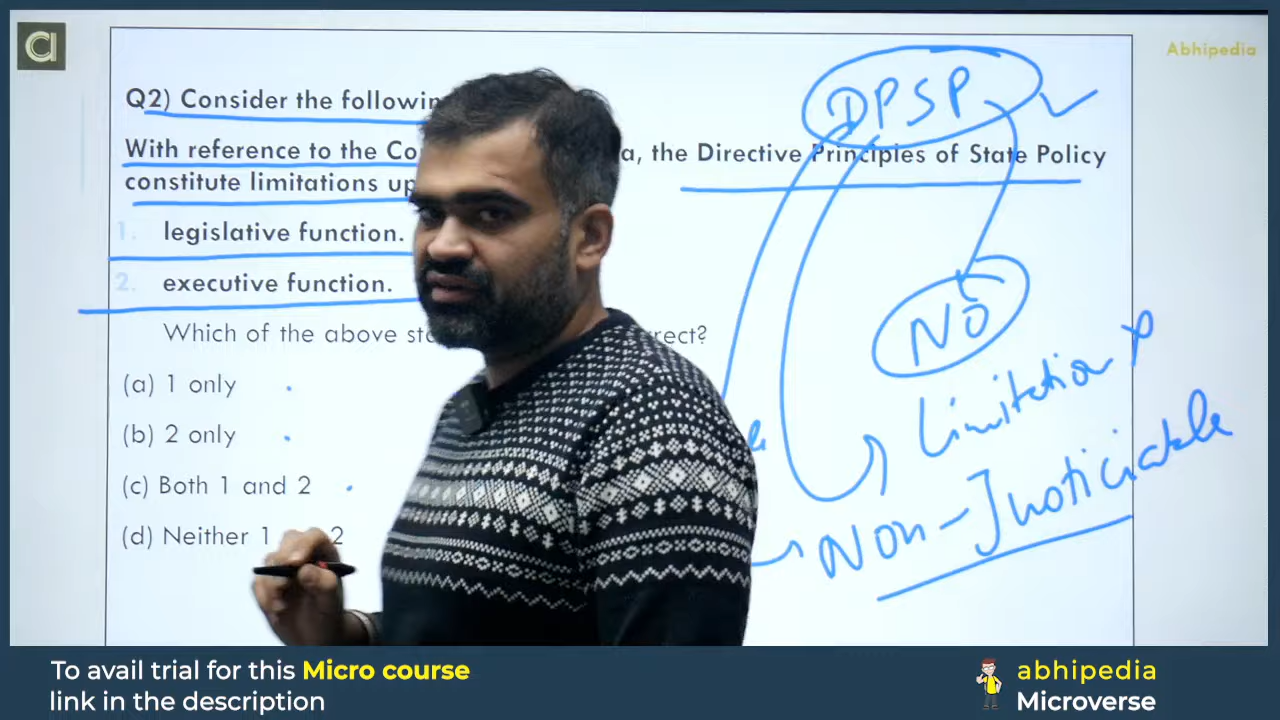 Abhipedia
Q2) Consider the followin
With reference to the Co a, the Directive Principles of State Policy
constitute limitations up
1. legislative function.
2. executive function.
Which of the above sta rect?
(a) 1 only
(b) 2 only
(c) Both 1 and 2
(d) Neither 1 2
DPSP
NO
Limitation
Non-Justiciable
To avail trial for this Micro course
link in the description
abhipedia
Microverse